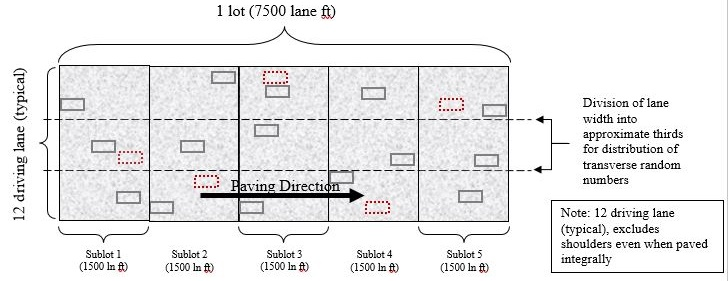 1 lot (7500 lane ft)
12 driving lane (typical)
Division of lane
width into
approximate thirds
for distribution of
transverse random
numbers
Paving Direction
Note: 12 driving lane
(typical), excludes
shoulders even when paved
integrally
Sublot 1
(1500 ln ft)
Sublot 2
(1500 ln ft)
Sublot 3
(1500 ln ft)
Sublot 4
(1500 ln ft)
Sublot 5
(1500 ln ft)